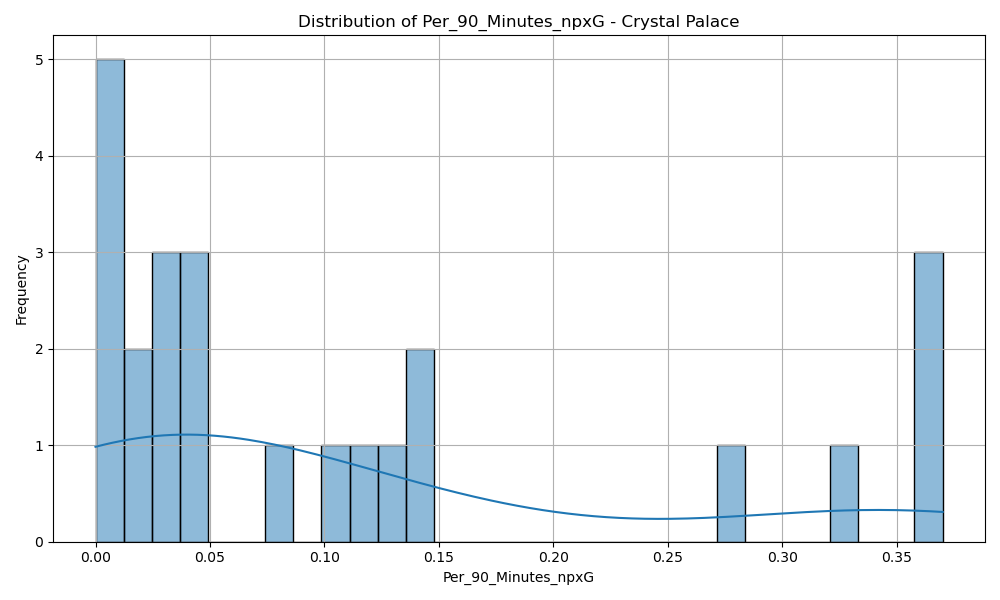 Distribution of Per_90_Minutes_npxG - Crystal Palace
Frequency
5
4
3
2
1
0
0.00 0.05 0.10 0.15 0.20 0.25 0.30 0.35
Per_90_Minutes_npxG